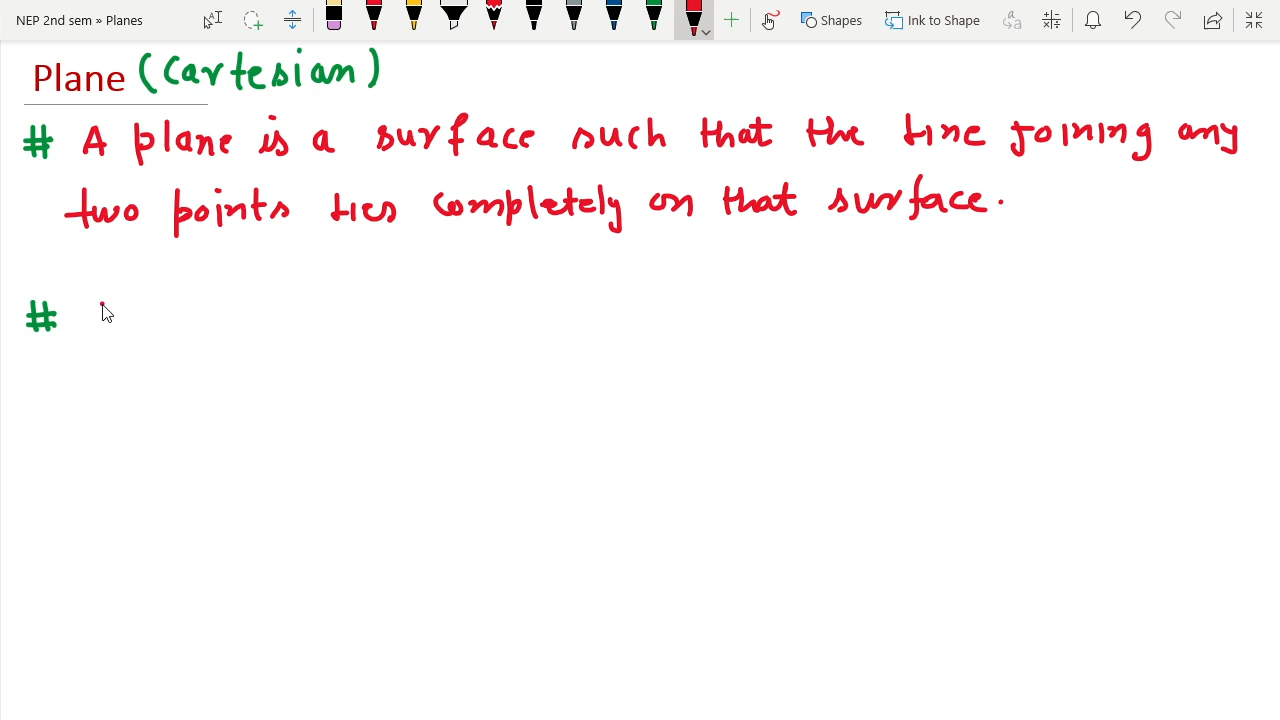 NEP 2nd sem » Planes
Shapes
Ink to Shape
Plane (Cartesian)
# A plane is a surface such that the line joining any
two points lies completely on that surface.
#